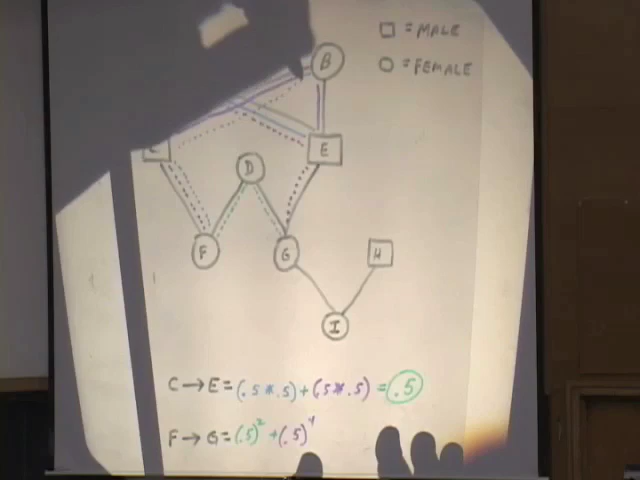 □ = MALE
○ = FEMALE
B
E
D
F
G
H
I
C → E = (.5 * .5) + (.5 * .5) = .5
F → G = (.5)² + (.5)⁴